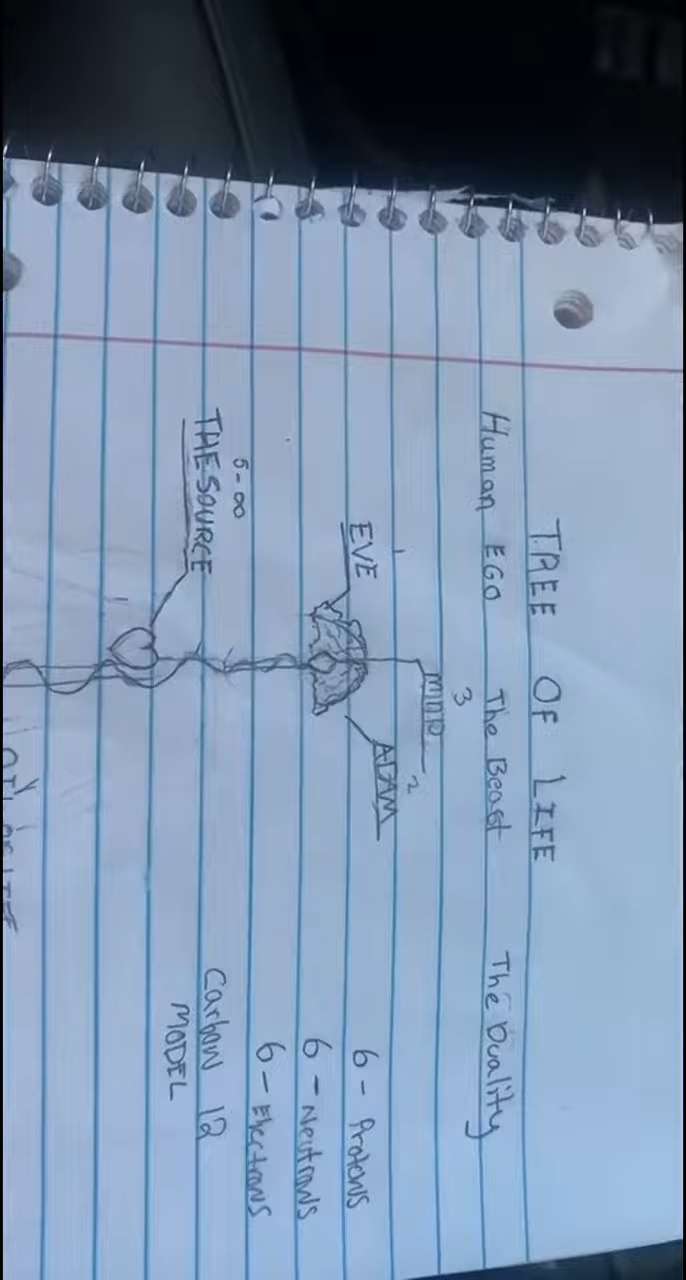 TREE OF LIFE
Human EGO The Beast The Duality
3
MIND
2
ADAM
1
EVE
6 - Protons
6 - Neutrons
6 - Electrons
5-∞
THE SOURCE
Carbon 12
MODEL